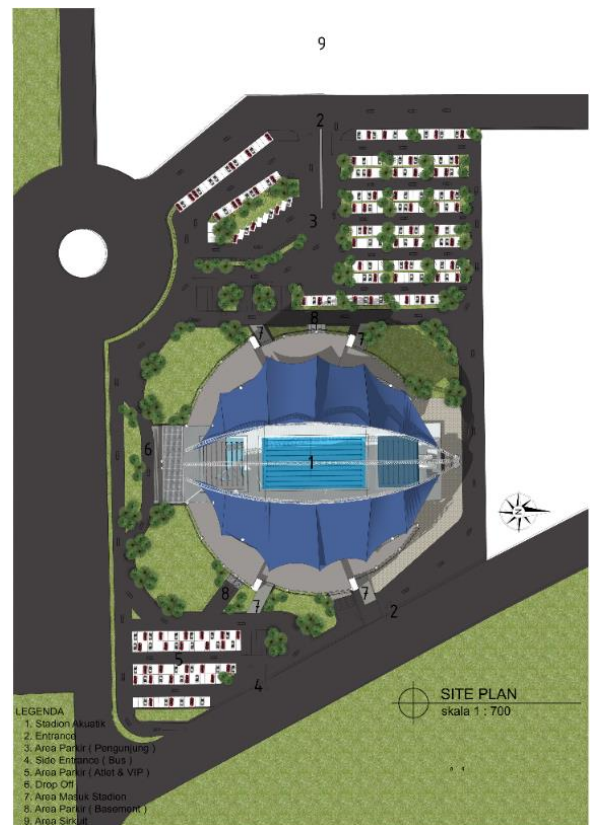 9
2
3
8
7
7
6
1
8
7
7
2
5
4
N
SITE PLAN
skala 1 : 700
LEGENDA
1. Stadion Akuatik
2. Entrance
3. Area Parkir ( Pengunjung )
4. Side Entrance ( Bus )
5. Area Parkir ( Atlet & VIP )
6. Drop Off
7. Area Masuk Stadion
8. Area Parkir ( Basement )
9. Area Sirkuit